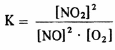 K = [NO2]² / [NO]² · [O₂]